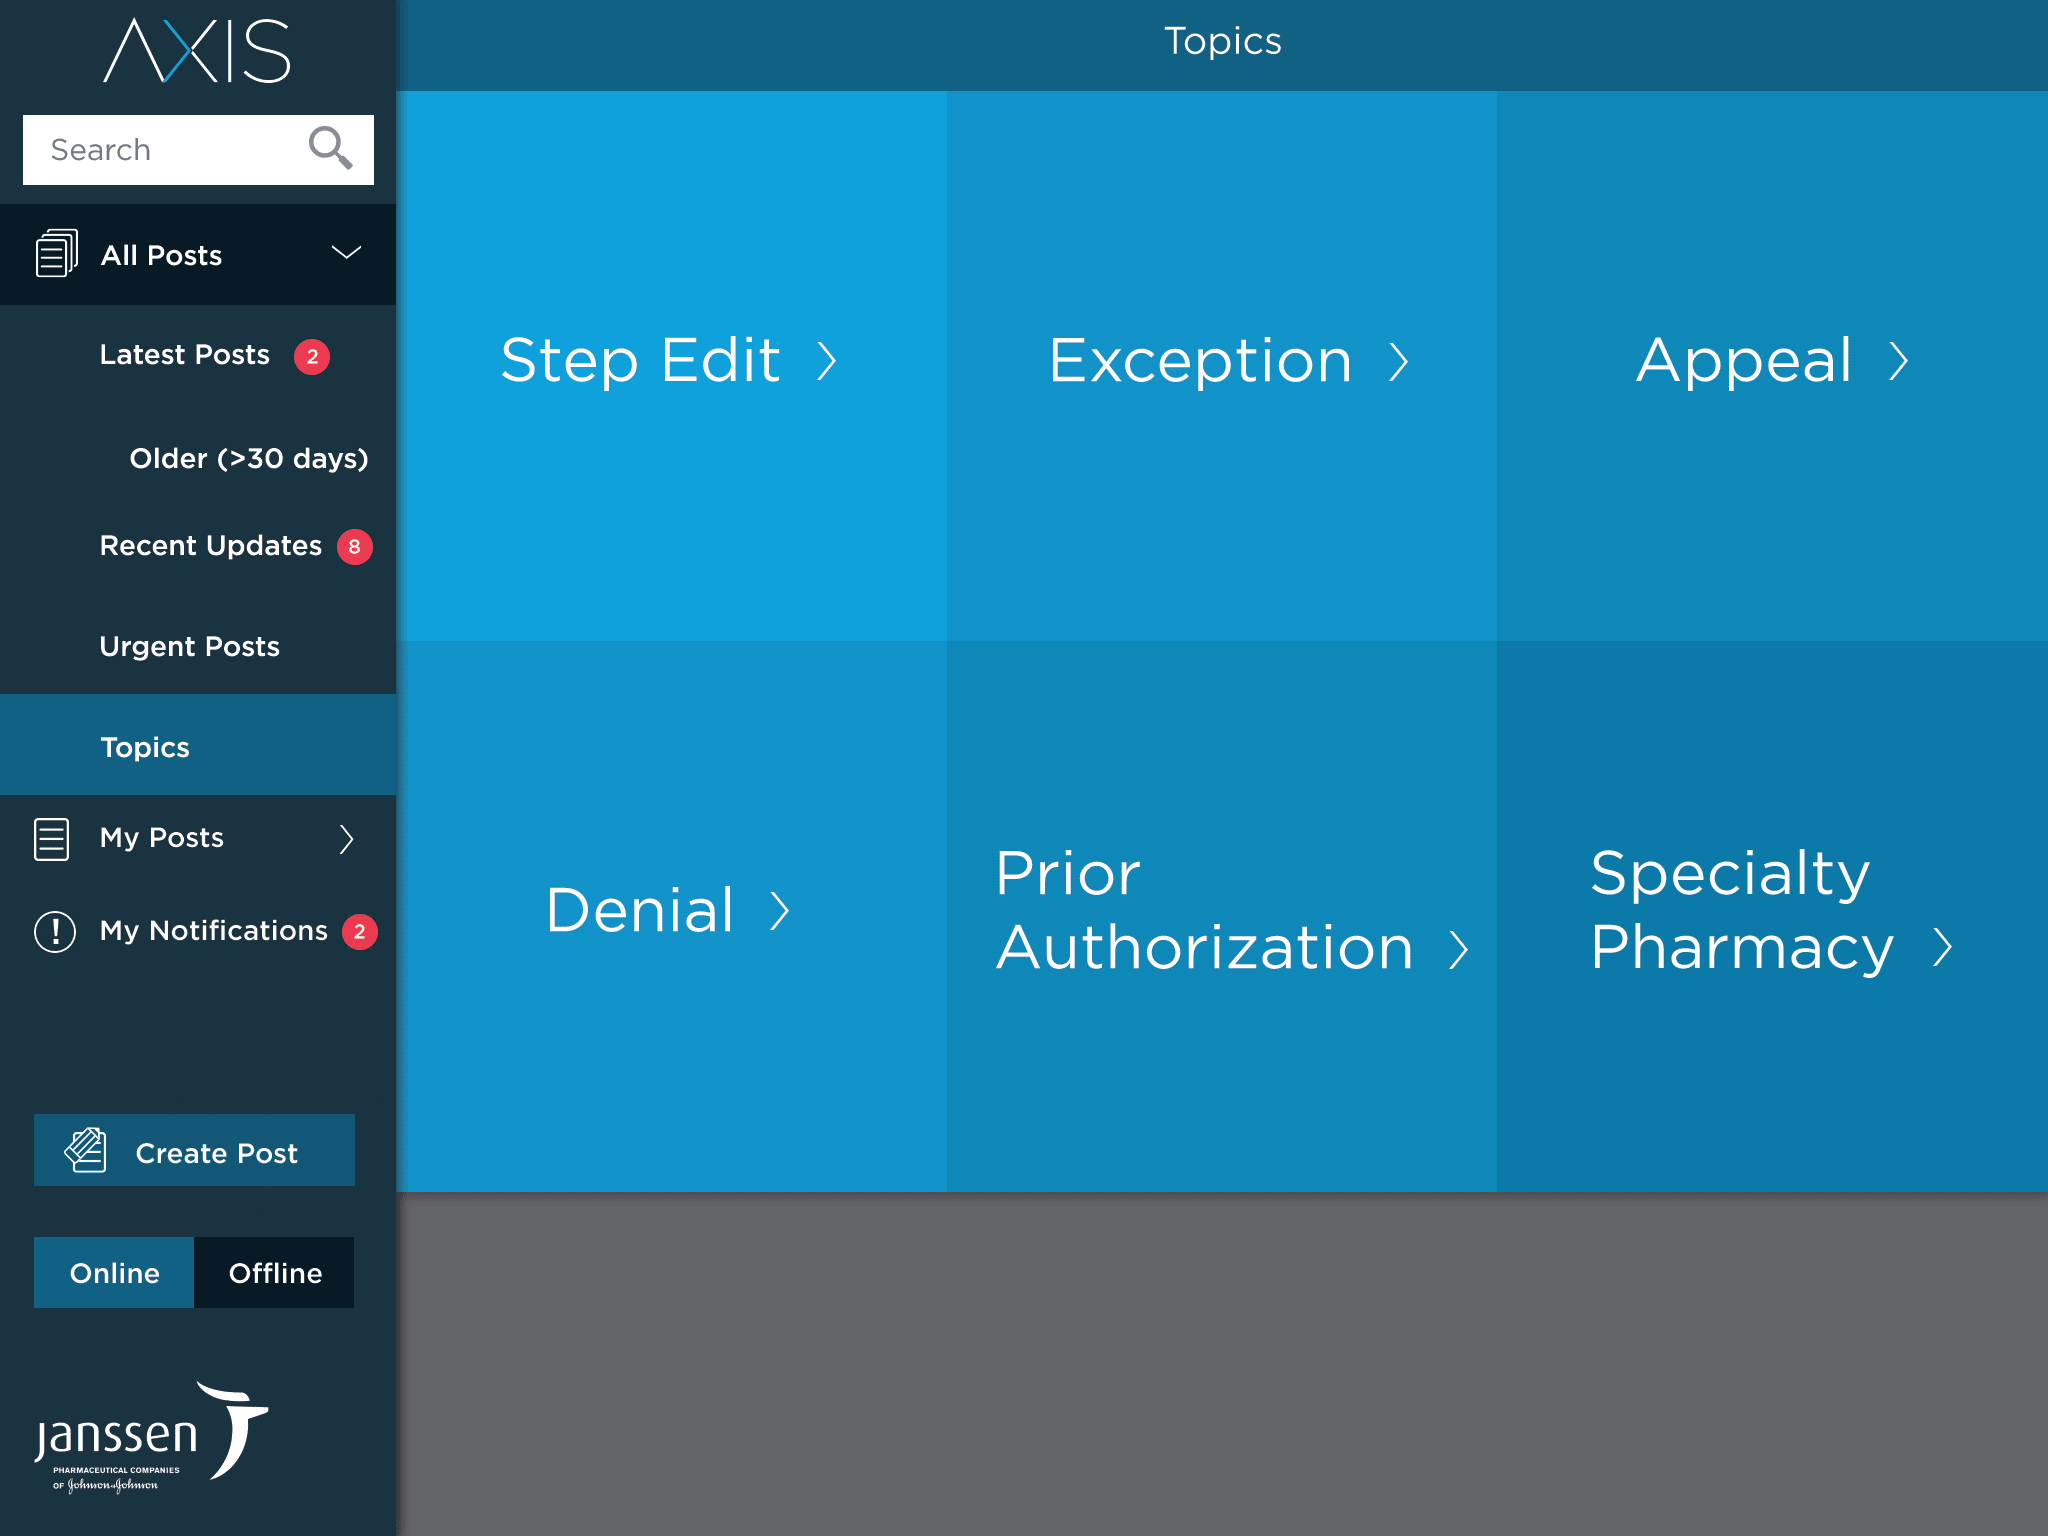 AXIS
Search
All Posts
Latest Posts 2
Older (>30 days)
Recent Updates 8
Urgent Posts
Topics
My Posts
My Notifications 2
Create Post
Online Offline
janssen
PHARMACEUTICAL COMPANIES
OF Johnson & Johnson
Topics
Step Edit
Exception
Appeal
Denial
Prior
Authorization
Specialty
Pharmacy